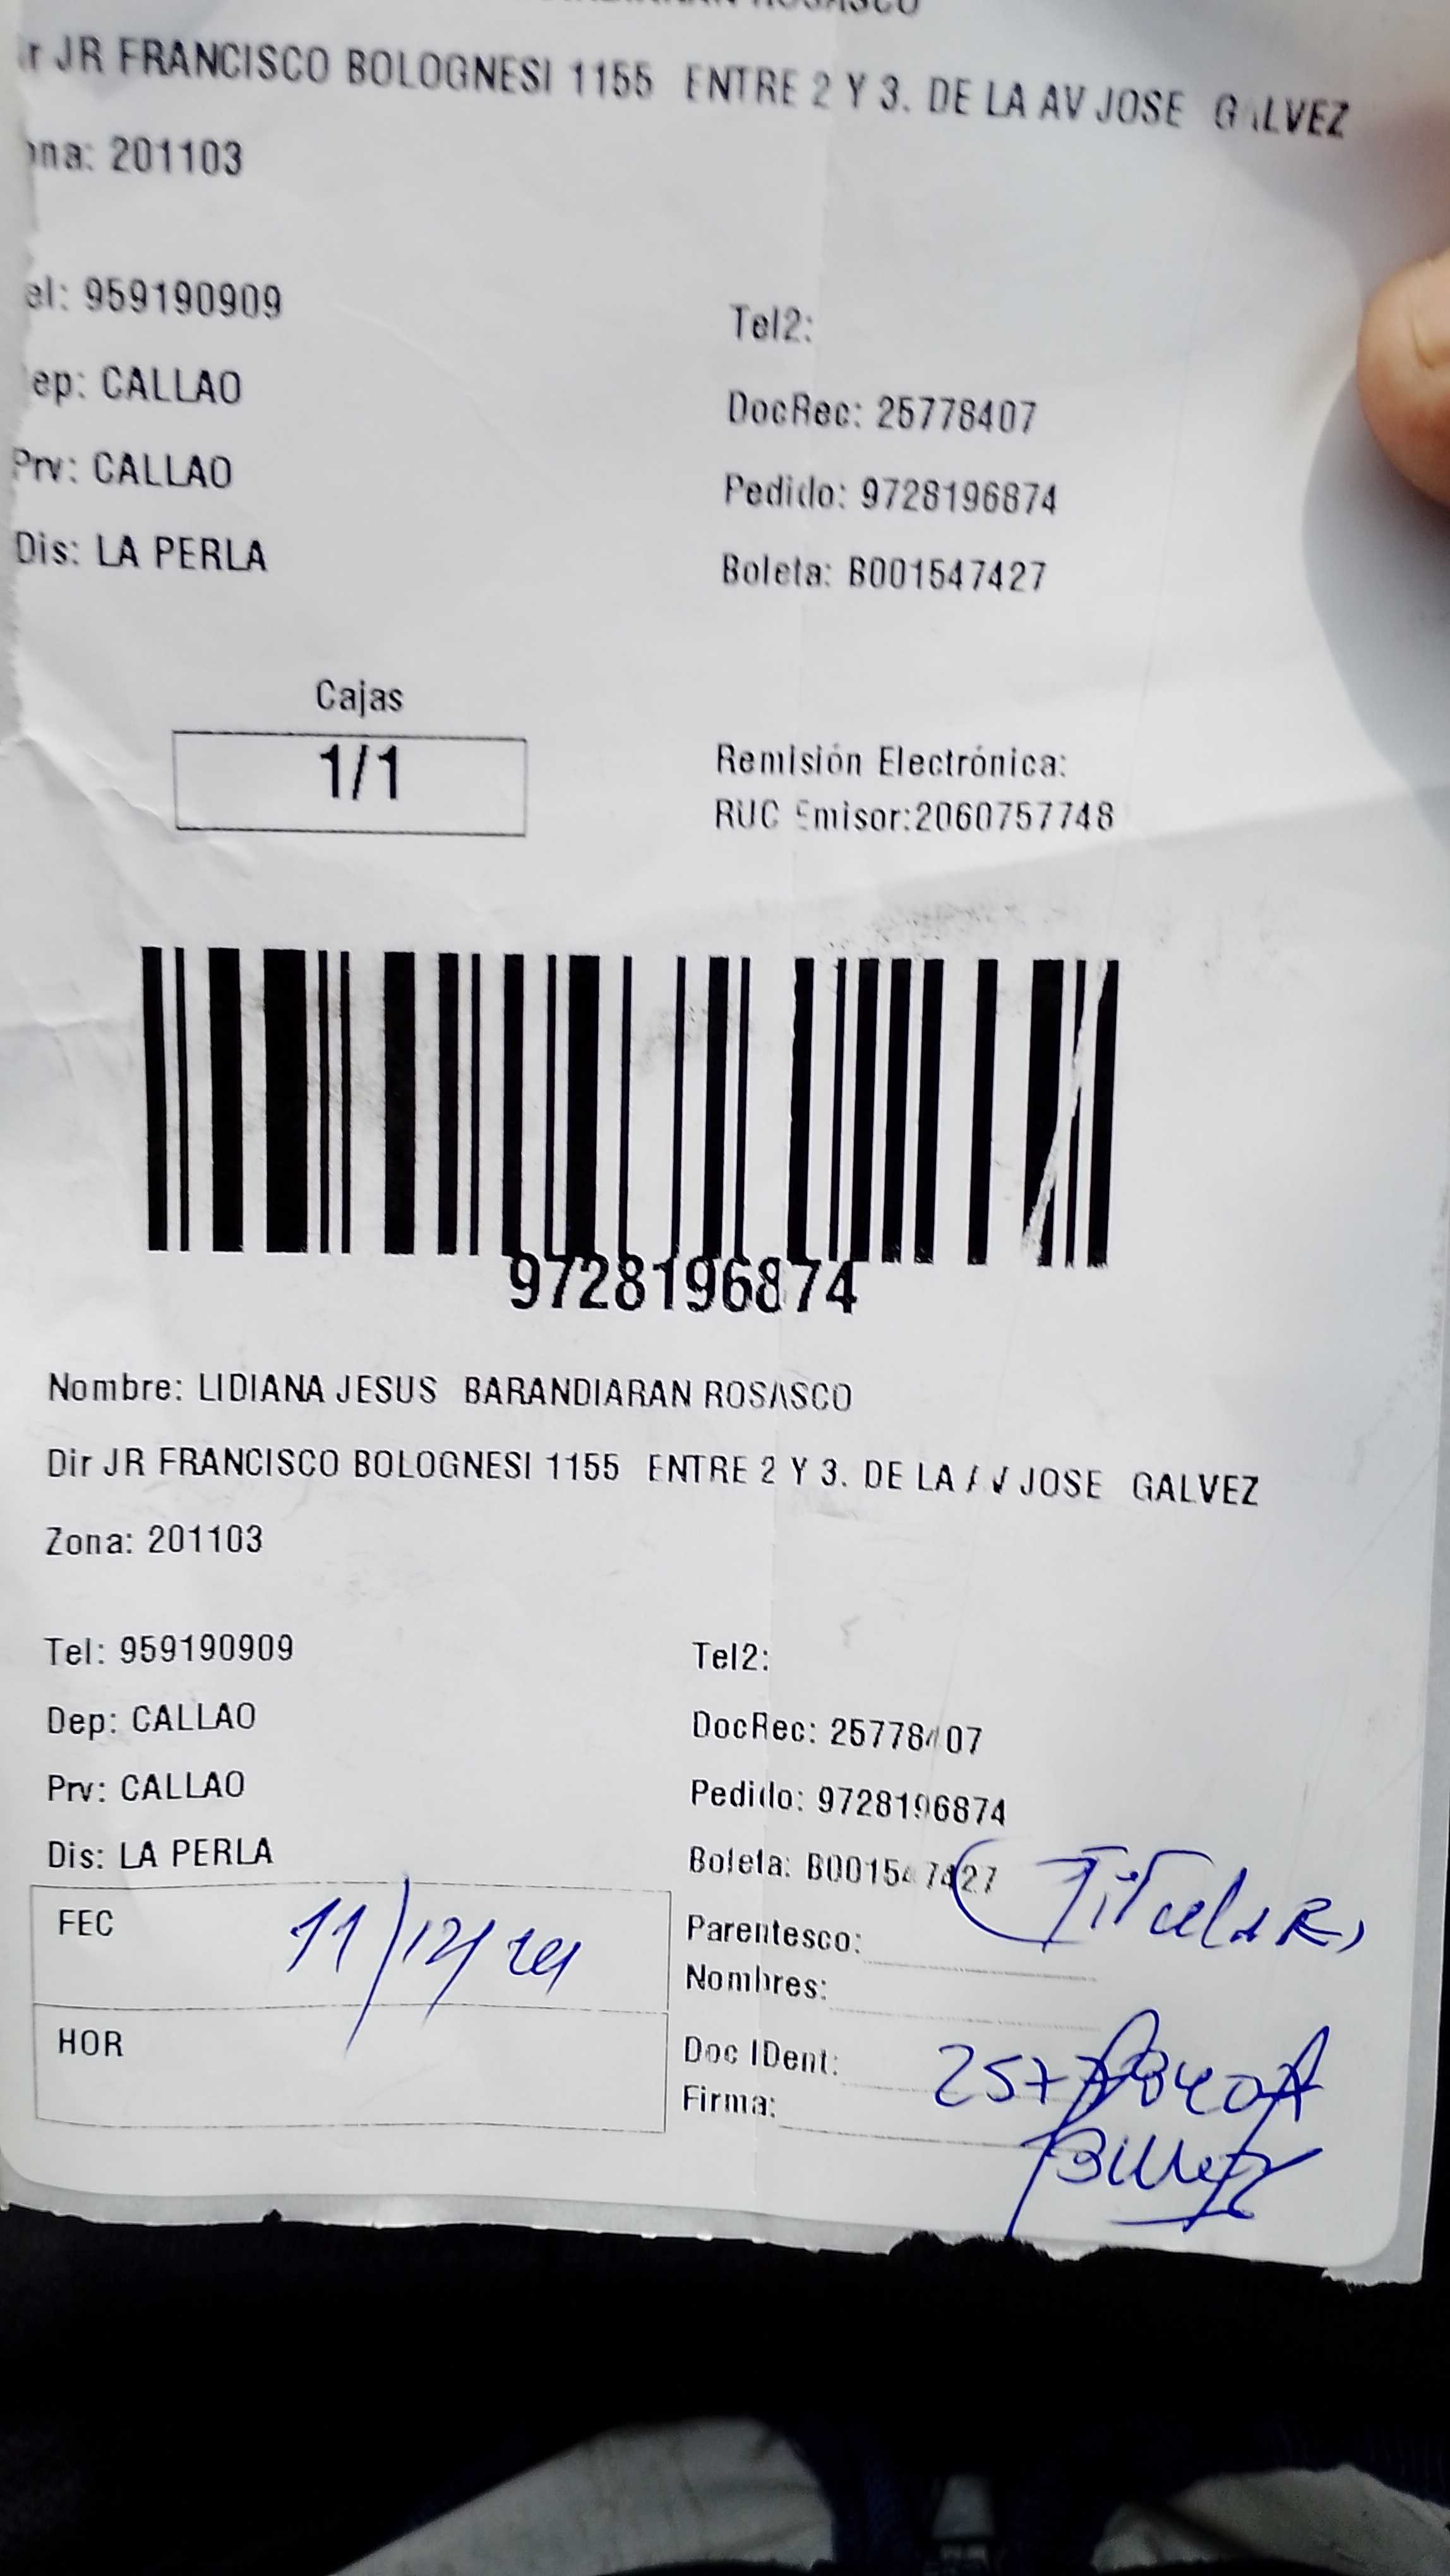 ROSASCO
r JR FRANCISCO BOLOGNESI 1155 ENTRE 2 Y 3. DE LA AV JOSE GALVEZ
ona: 201103
el: 959190909
Tel2:
ep: CALLAO
DocRec: 25778407
Prv: CALLAO
Pedido: 9728196874
Dis: LA PERLA
Boleta: B001547427
Cajas
1/1
Remisión Electrónica:
RUC Emisor:2060757748
9728196874
Nombre: LIDIANA JESUS BARANDIARAN ROSASCO
Dir JR FRANCISCO BOLOGNESI 1155 ENTRE 2 Y 3. DE LA AV JOSE GALVEZ
Zona: 201103
Tel: 959190909
Tel2:
Dep: CALLAO
DocRec: 25778407
Prv: CALLAO
Pedido: 9728196874
Dis: LA PERLA
Boleta: B001547427
FEC 11/12/24
Parentesco: TiTulaR
Nombres:
HOR
Doc IDent: 25778407
Firma: